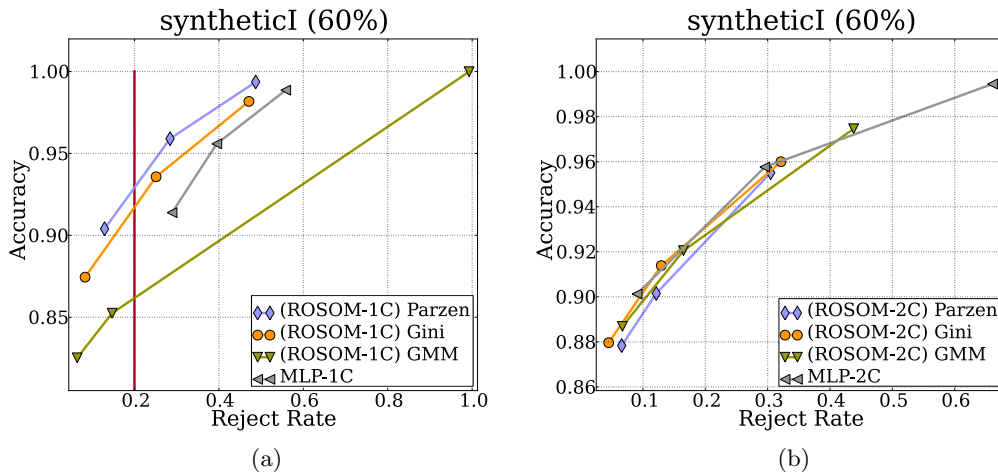 syntheticI (60%)
1.00
0.95
0.90
0.85
Accuracy
0.2 0.4 0.6 0.8 1.0
Reject Rate
(ROSOM-1C) Parzen
(ROSOM-1C) Gini
(ROSOM-1C) GMM
MLP-1C
(a)
syntheticI (60%)
1.00
0.98
0.96
0.94
0.92
0.90
0.88
0.86
Accuracy
0.1 0.2 0.3 0.4 0.5 0.6
Reject Rate
(ROSOM-2C) Parzen
(ROSOM-2C) Gini
(ROSOM-2C) GMM
MLP-2C
(b)